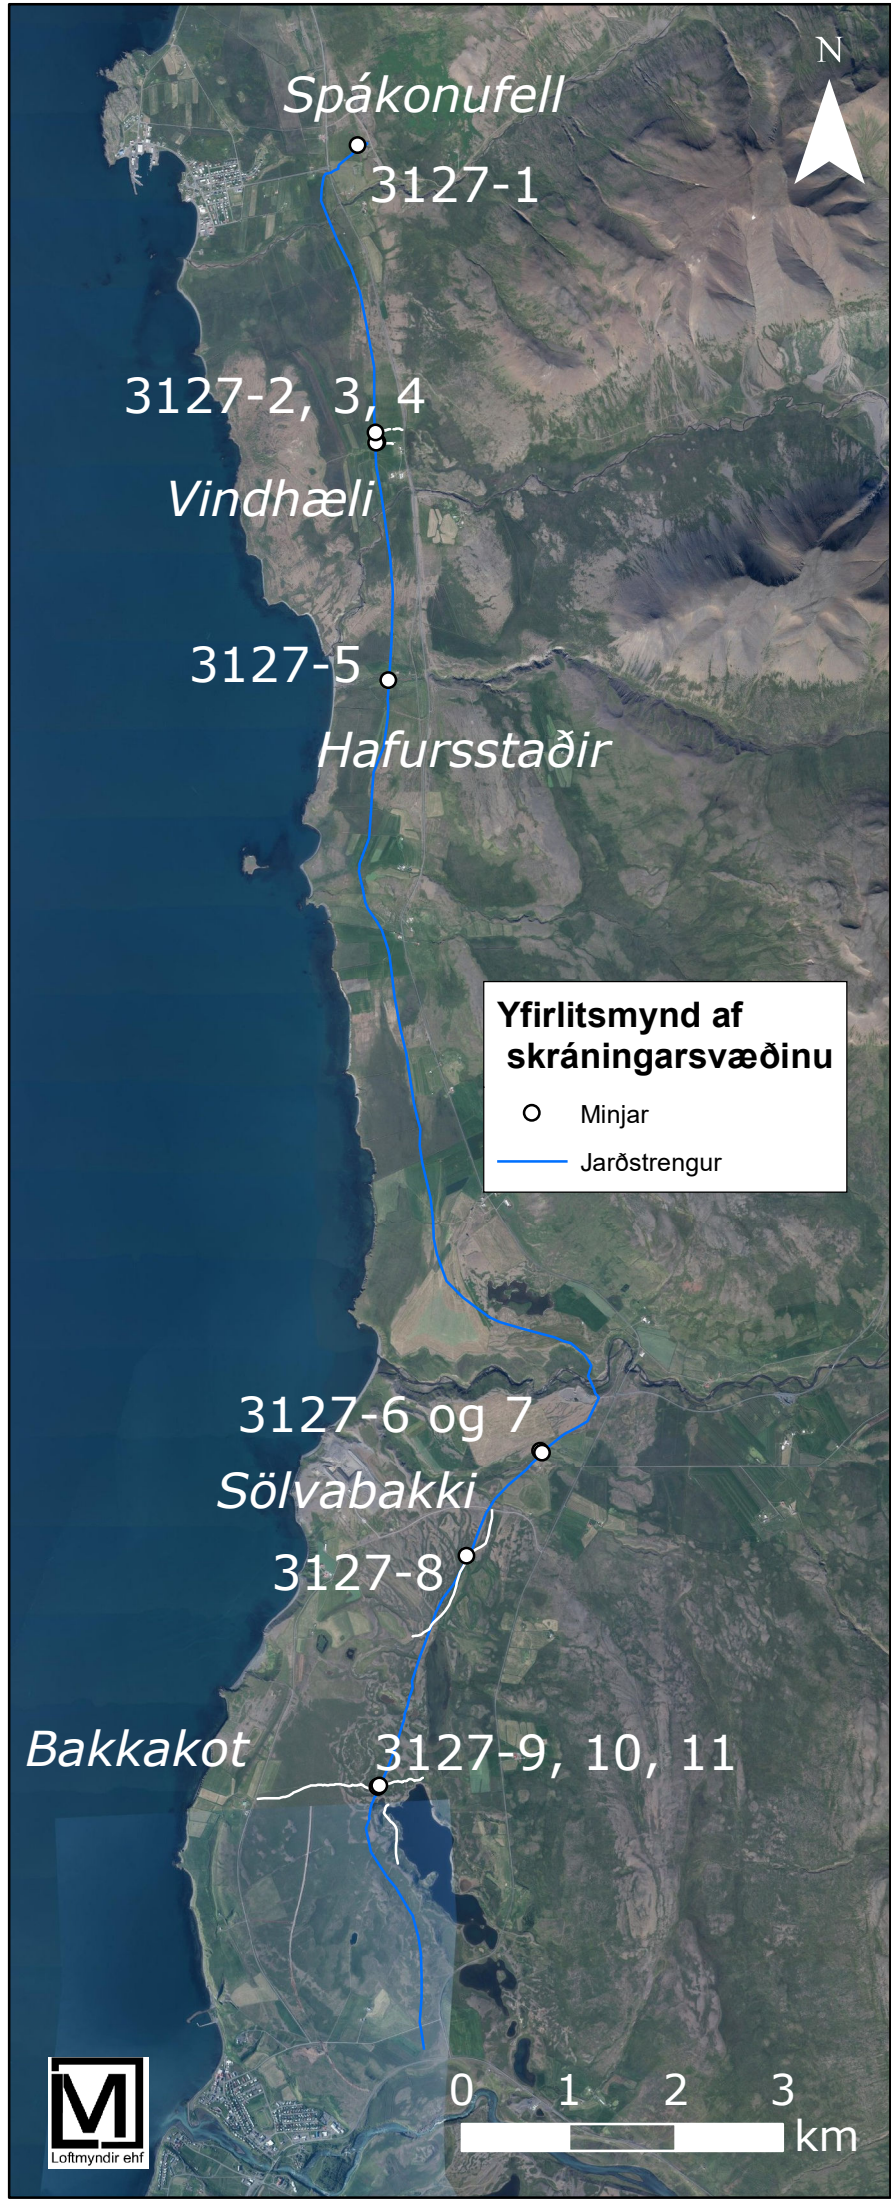 N
Spákonufell
3127-1
3127-2, 3, 4
Vindhæli
3127-5
Hafursstaðir
Yfirlitsmynd af
skráningarsvæðinu
Minjar
Jarðstrengur
3127-6 og 7
Sölvabakki
3127-8
Bakkakot
3127-9, 10, 11
0 1 2 3
km
M
Loftmyndir ehf